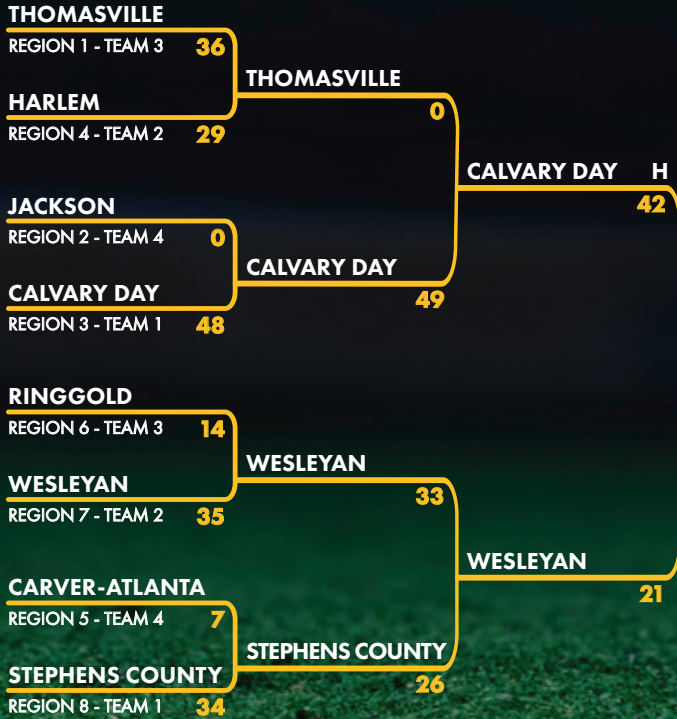 THOMASVILLE
REGION 1 - TEAM 3 36
HARLEM
REGION 4 - TEAM 2 29
JACKSON
REGION 2 - TEAM 4 0
CALVARY DAY
REGION 3 - TEAM 1 48
RINGGOLD
REGION 6 - TEAM 3 14
WESLEYAN
REGION 7 - TEAM 2 35
CARVER-ATLANTA
REGION 5 - TEAM 4 7
STEPHENS COUNTY
REGION 8 - TEAM 1 34
THOMASVILLE
0
CALVARY DAY
49
WESLEYAN
33
STEPHENS COUNTY
26
CALVARY DAY H
42
WESLEYAN
21